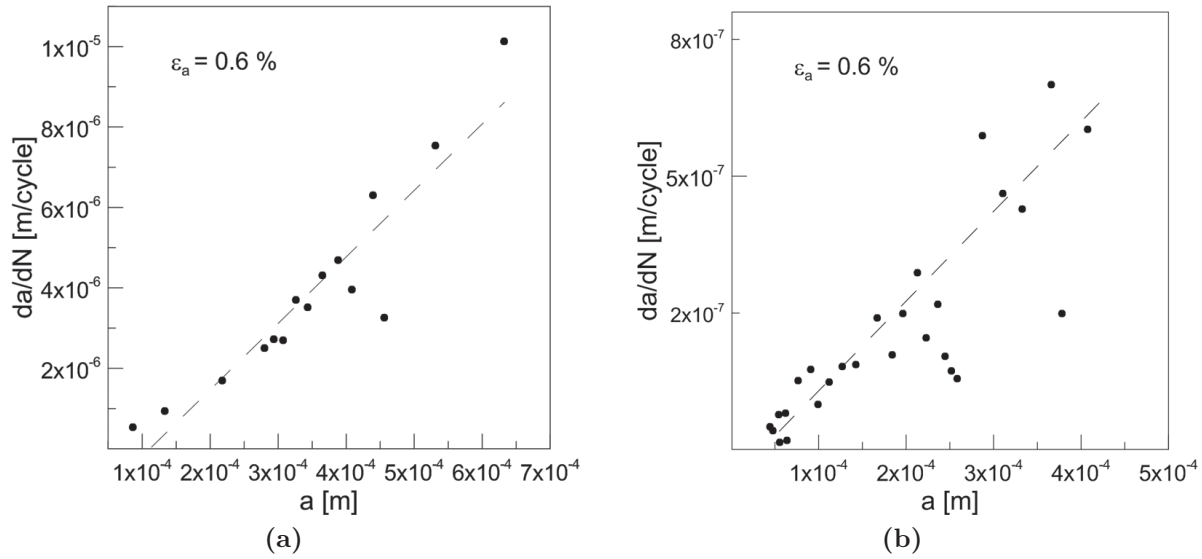 εₐ = 0.6 %
1x10⁻⁵
8x10⁻⁶
6x10⁻⁶
4x10⁻⁶
2x10⁻⁶
da/dN [m/cycle]
1x10⁻⁴ 2x10⁻⁴ 3x10⁻⁴ 4x10⁻⁴ 5x10⁻⁴ 6x10⁻⁴ 7x10⁻⁴
a [m]
(a)
εₐ = 0.6 %
8x10⁻⁷
5x10⁻⁷
2x10⁻⁷
da/dN [m/cycle]
1x10⁻⁴ 2x10⁻⁴ 3x10⁻⁴ 4x10⁻⁴ 5x10⁻⁴
a [m]
(b)